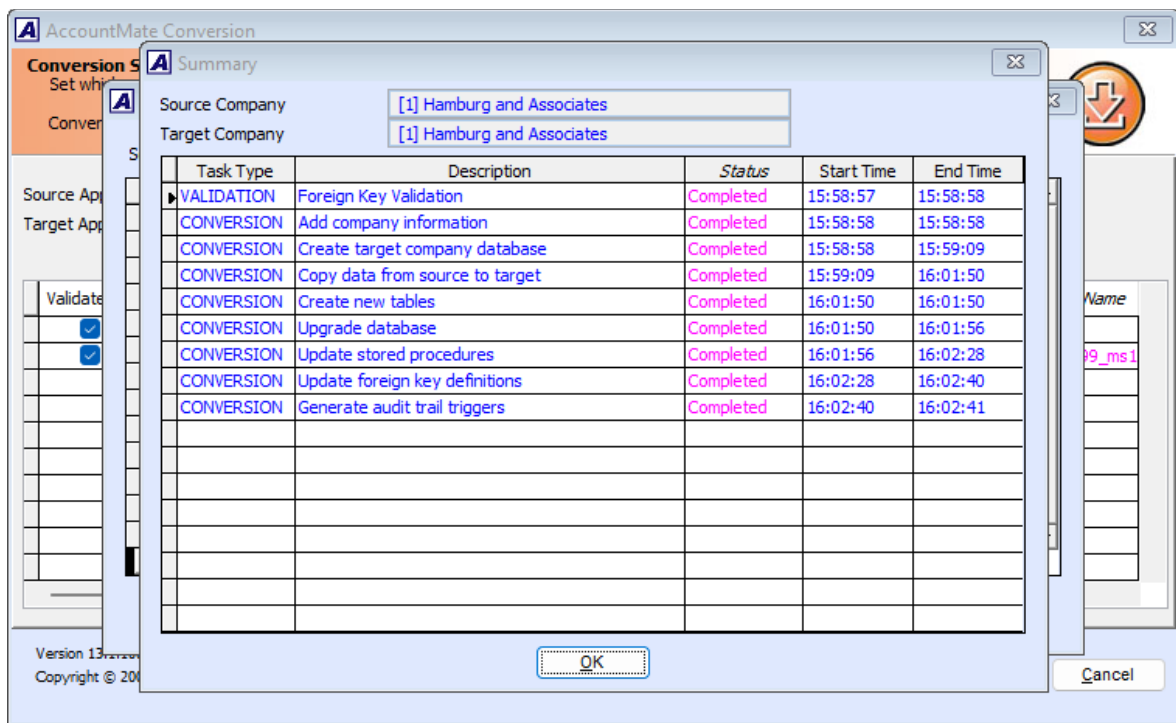 AccountMate Conversion
Conversion S
Set whi
Conver
Summary
Source Company [1] Hamburg and Associates
Target Company [1] Hamburg and Associates
Source App
Target App
Task Type Description Status Start Time End Time
VALIDATION Foreign Key Validation Completed 15:58:57 15:58:58
CONVERSION Add company information Completed 15:58:58 15:58:58
CONVERSION Create target company database Completed 15:58:58 15:59:09
CONVERSION Copy data from source to target Completed 15:59:09 16:01:50
CONVERSION Create new tables Completed 16:01:50 16:01:50
CONVERSION Upgrade database Completed 16:01:50 16:01:56
CONVERSION Update stored procedures Completed 16:01:56 16:02:28
CONVERSION Update foreign key definitions Completed 16:02:28 16:02:40
CONVERSION Generate audit trail triggers Completed 16:02:40 16:02:41
Validate
Name
99_ms1
OK
Version
Copyright © 200
Cancel